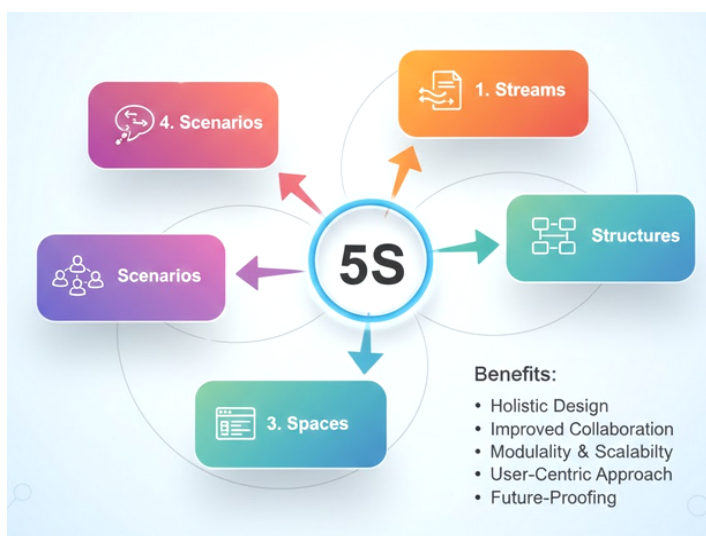 4. Scenarios
1. Streams
Scenarios
5S
Structures
3. Spaces
Benefits:
• Holistic Design
• Improved Collaboration
• Modularity & Scalabilty
• User-Centric Approach
• Future-Proofing